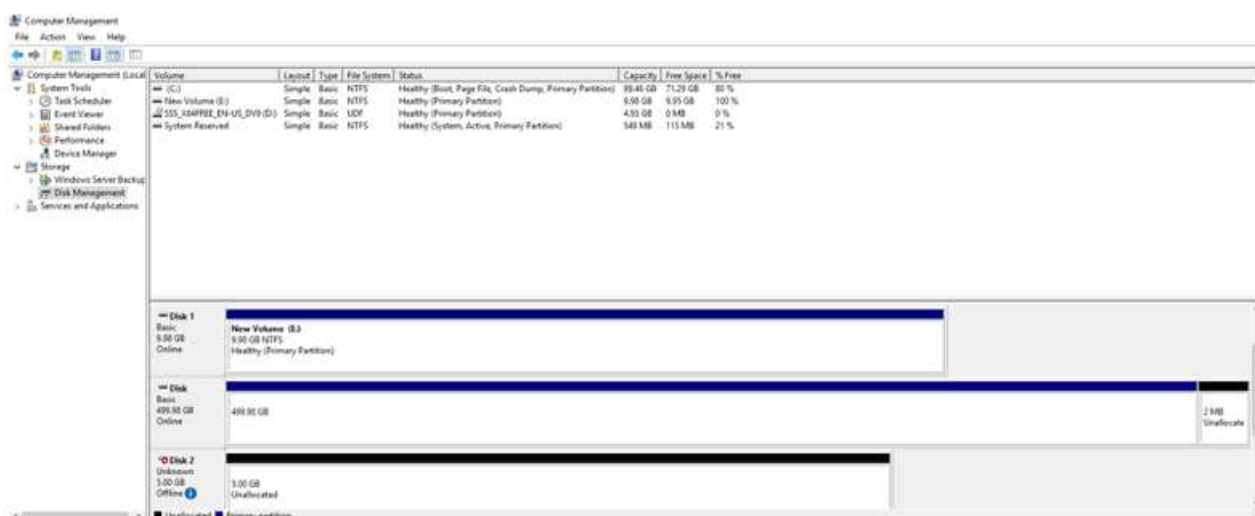 Computer Management
File Action View Help
Computer Management (Local
System Tools
Task Scheduler
Event Viewer
Shared Folders
Performance
Device Manager
Storage
Windows Server Backup
Disk Management
Services and Applications
Volume Layout Type File System Status Capacity Free Space % Free
(C:) Simple Basic NTFS Healthy (Boot, Page File, Crash Dump, Primary Partition) 89.46 GB 71.29 GB 80 %
New Volume (E:) Simple Basic NTFS Healthy (Primary Partition) 9.98 GB 9.95 GB 100 %
SSS_X64FREE_EN-US_DV9 (D:) Simple Basic UDF Healthy (Primary Partition) 4.93 GB 0 MB 0 %
System Reserved Simple Basic NTFS Healthy (System, Active, Primary Partition) 549 MB 115 MB 21 %
Disk 1
Basic
9.98 GB
Online
New Volume (E:)
9.98 GB NTFS
Healthy (Primary Partition)
Disk
Basic
499.98 GB
Online
499.98 GB
2 MB
Unallocate
Disk 2
Unknown
5.00 GB
Offline
5.00 GB
Unallocated
Unallocated Primary partition